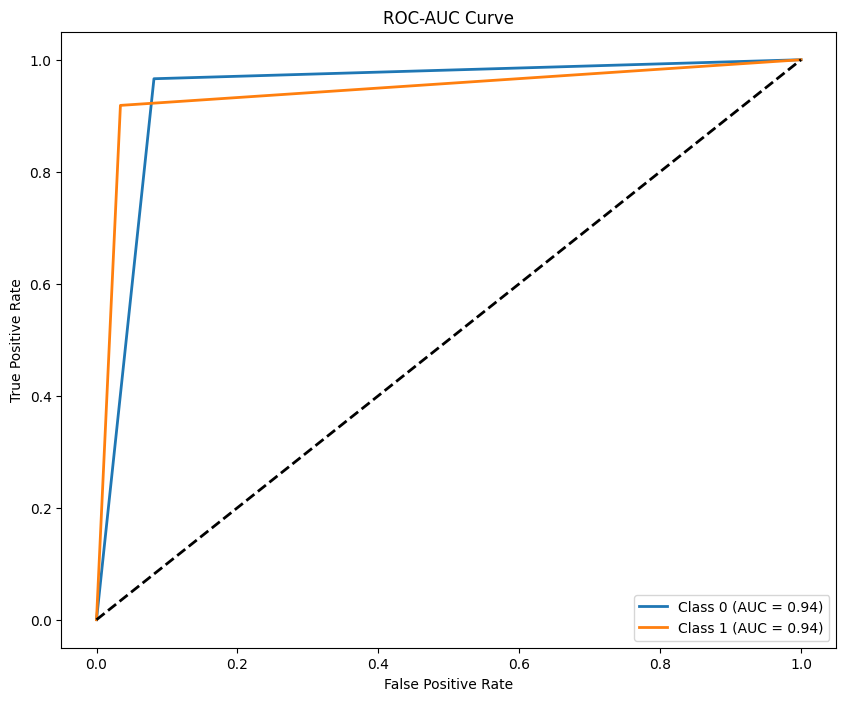 ROC-AUC Curve
True Positive Rate
1.0
0.8
0.6
0.4
0.2
0.0
Class 0 (AUC = 0.94)
Class 1 (AUC = 0.94)
0.0 0.2 0.4 0.6 0.8 1.0
False Positive Rate